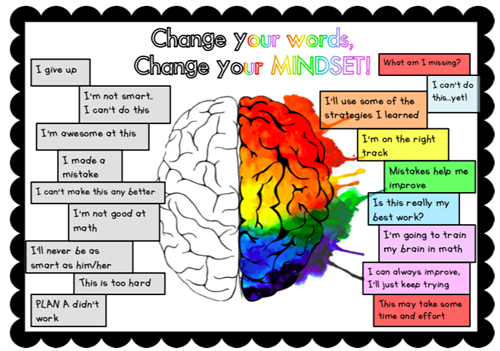 Change your words,
Change your MINDSET!
I give up
I'm not smart..
I can't do this
I'm awesome at this
I made a
mistake
I can't make this any better
I'm not good at
math
I'll never be as
smart as him/her
This is too hard
PLAN A didn't
work
What am I missing?
I can't do
this...yet!
I'll use some of the
strategies I learned
I'm on the right
track
Mistakes help me
improve
Is this really my
best work?
I'm going to train
my brain in math
I can always improve,
I'll just keep trying
This may take some
time and effort